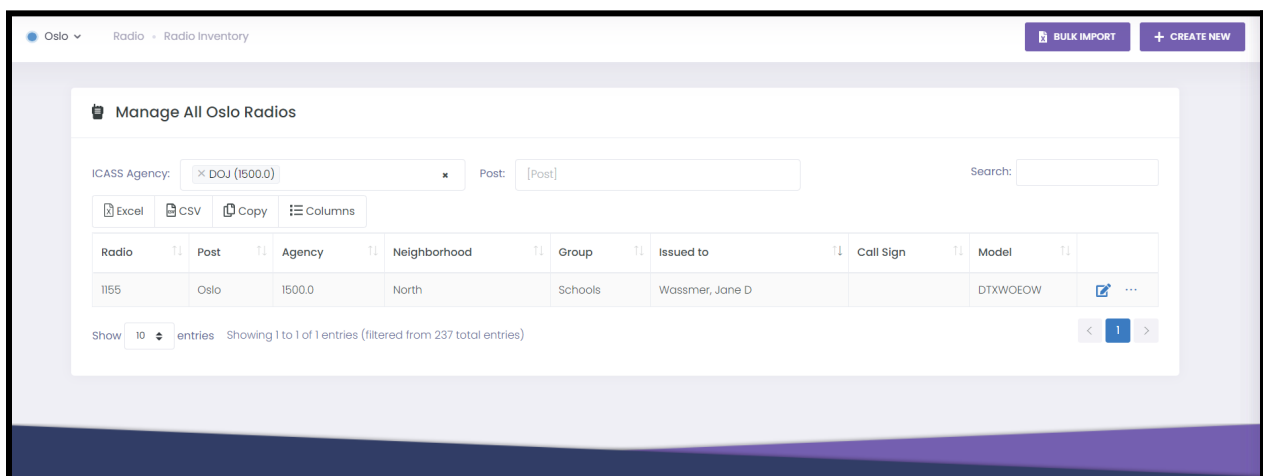 Oslo Radio Radio Inventory BULK IMPORT + CREATE NEW
Manage All Oslo Radios
ICASS Agency: × DOJ (1500.0) × Post: [Post] Search:
Excel CSV Copy Columns
Radio Post Agency Neighborhood Group Issued to Call Sign Model
1155 Oslo 1500.0 North Schools Wassmer, Jane D DTXWOEOW ...
Show 10 entries Showing 1 to 1 of 1 entries (filtered from 237 total entries) < 1 >